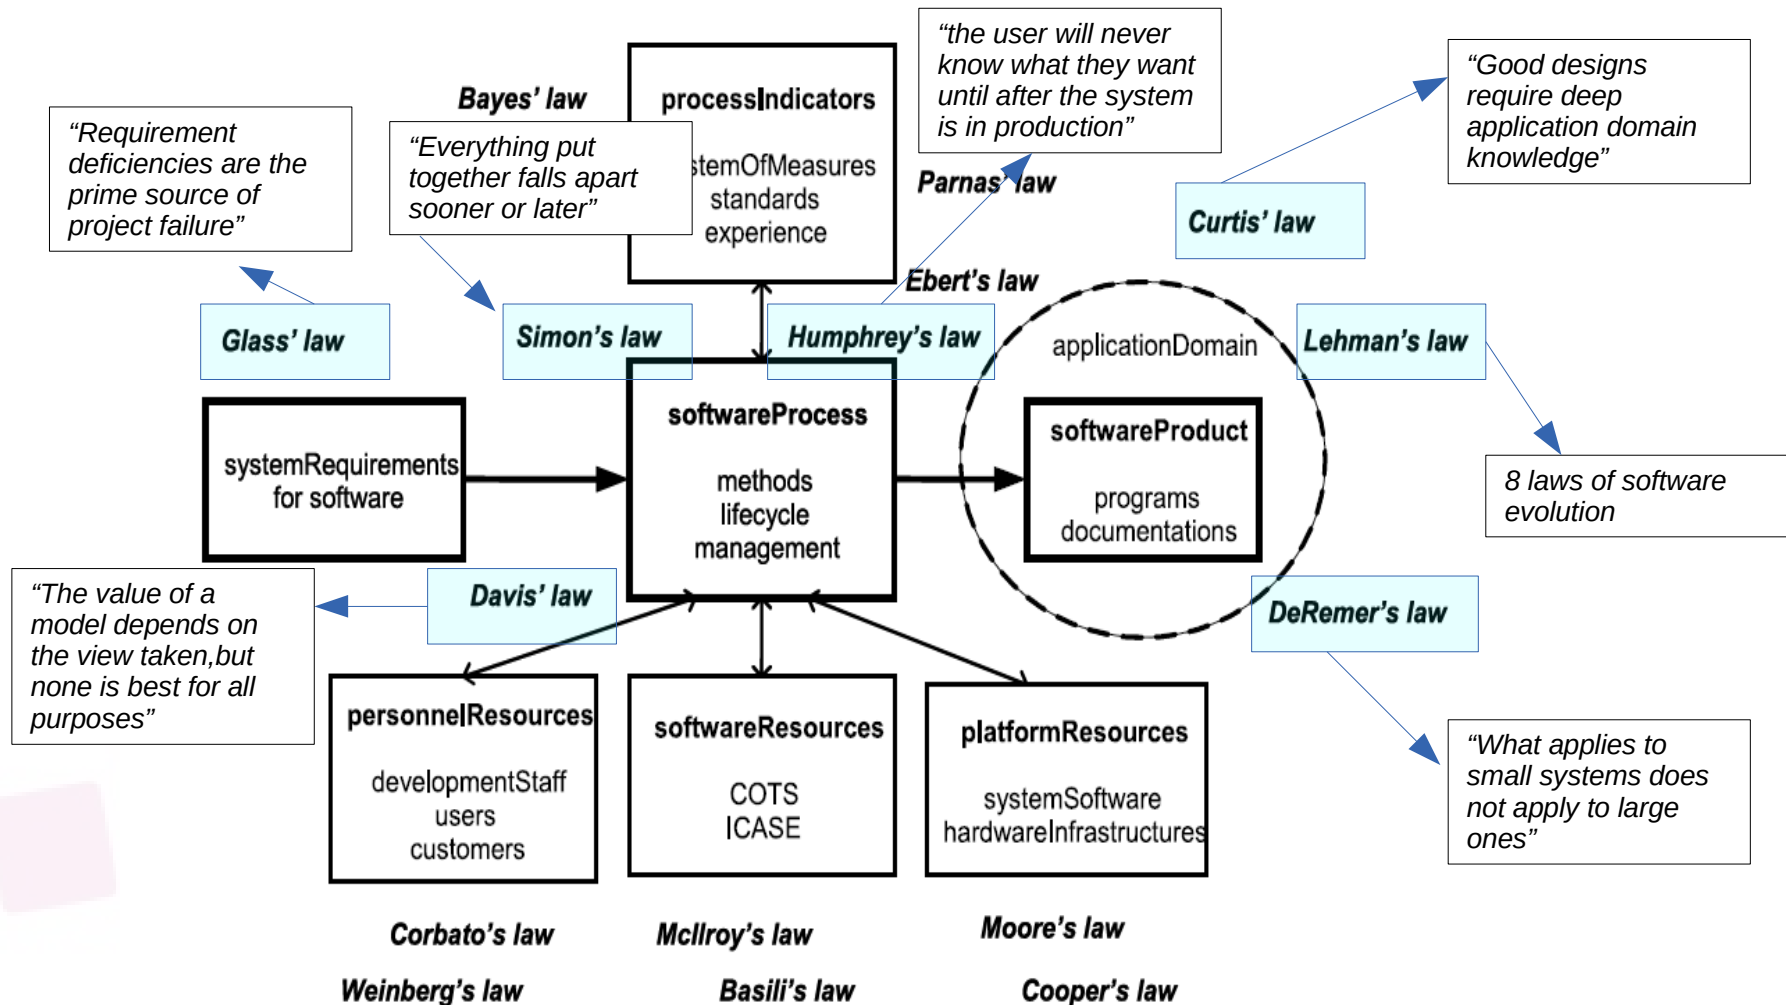 Bayes’ law
processIndicators
“the user will never
know what they want
until after the system
is in production”
“Good designs
require deep
application domain
knowledge”
“Requirement
deficiencies are the
prime source of
project failure”
“Everything put
together falls apart
sooner or later”
stemOfMeasures
standards
experience
Parnas’ law
Curtis’ law
Ebert’s law
Glass’ law
Simon’s law
Humphrey’s law
applicationDomain
Lehman’s law
systemRequirements
for software
softwareProcess
methods
lifecycle
management
softwareProduct
programs
documentations
8 laws of software
evolution
“The value of a
model depends on
the view taken,but
none is best for all
purposes”
Davis’ law
DeRemer’s law
personnelResources
developmentStaff
users
customers
softwareResources
COTS
ICASE
platformResources
systemSoftware
hardwareInfrastructures
“What applies to
small systems does
not apply to large
ones”
Corbato’s law
McIlroy’s law
Moore’s law
Weinberg’s law
Basili’s law
Cooper’s law